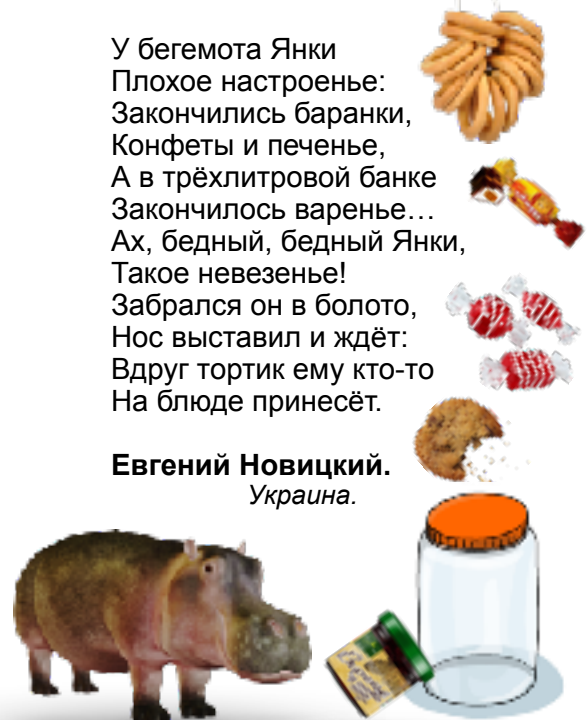 У бегемота Янки
Плохое настроенье:
Закончились баранки,
Конфеты и печенье,
А в трёхлитровой банке
Закончилось варенье…
Ах, бедный, бедный Янки,
Такое невезенье!
Забрался он в болото,
Нос выставил и ждёт:
Вдруг тортик ему кто-то
На блюде принесёт.
Евгений Новицкий.
Украина.